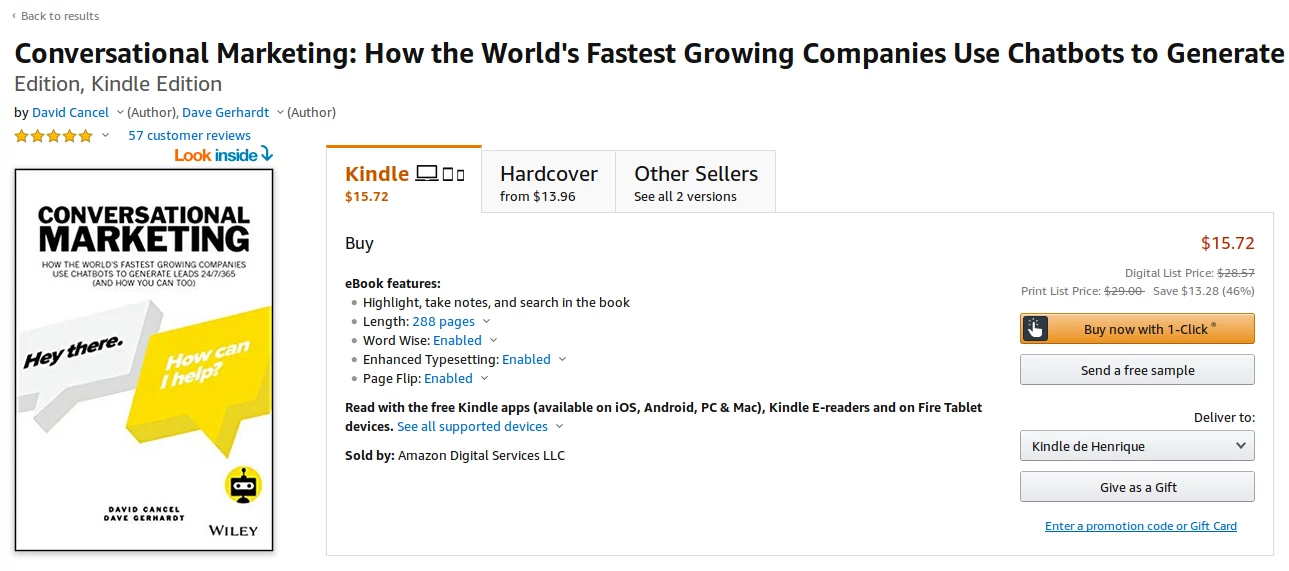 ‹ Back to results
Conversational Marketing: How the World's Fastest Growing Companies Use Chatbots to Generate
Edition, Kindle Edition
by David Cancel (Author), Dave Gerhardt (Author)
57 customer reviews
Look inside
CONVERSATIONAL
MARKETING
HOW THE WORLD'S FASTEST GROWING COMPANIES
USE CHATBOTS TO GENERATE LEADS 24/7/365
(AND HOW YOU CAN TOO)
Hey there.
How can
I help?
DAVID CANCEL
DAVE GERHARDT
WILEY
Kindle
$15.72
Hardcover
from $13.96
Other Sellers
See all 2 versions
Buy
$15.72
eBook features:
• Highlight, take notes, and search in the book
• Length: 288 pages
• Word Wise: Enabled
• Enhanced Typesetting: Enabled
• Page Flip: Enabled
Read with the free Kindle apps (available on iOS, Android, PC & Mac), Kindle E-readers and on Fire Tablet
devices. See all supported devices
Sold by: Amazon Digital Services LLC
Digital List Price: $28.57
Print List Price: $29.00 Save $13.28 (46%)
Buy now with 1-Click ®
Send a free sample
Deliver to:
Kindle de Henrique
Give as a Gift
Enter a promotion code or Gift Card